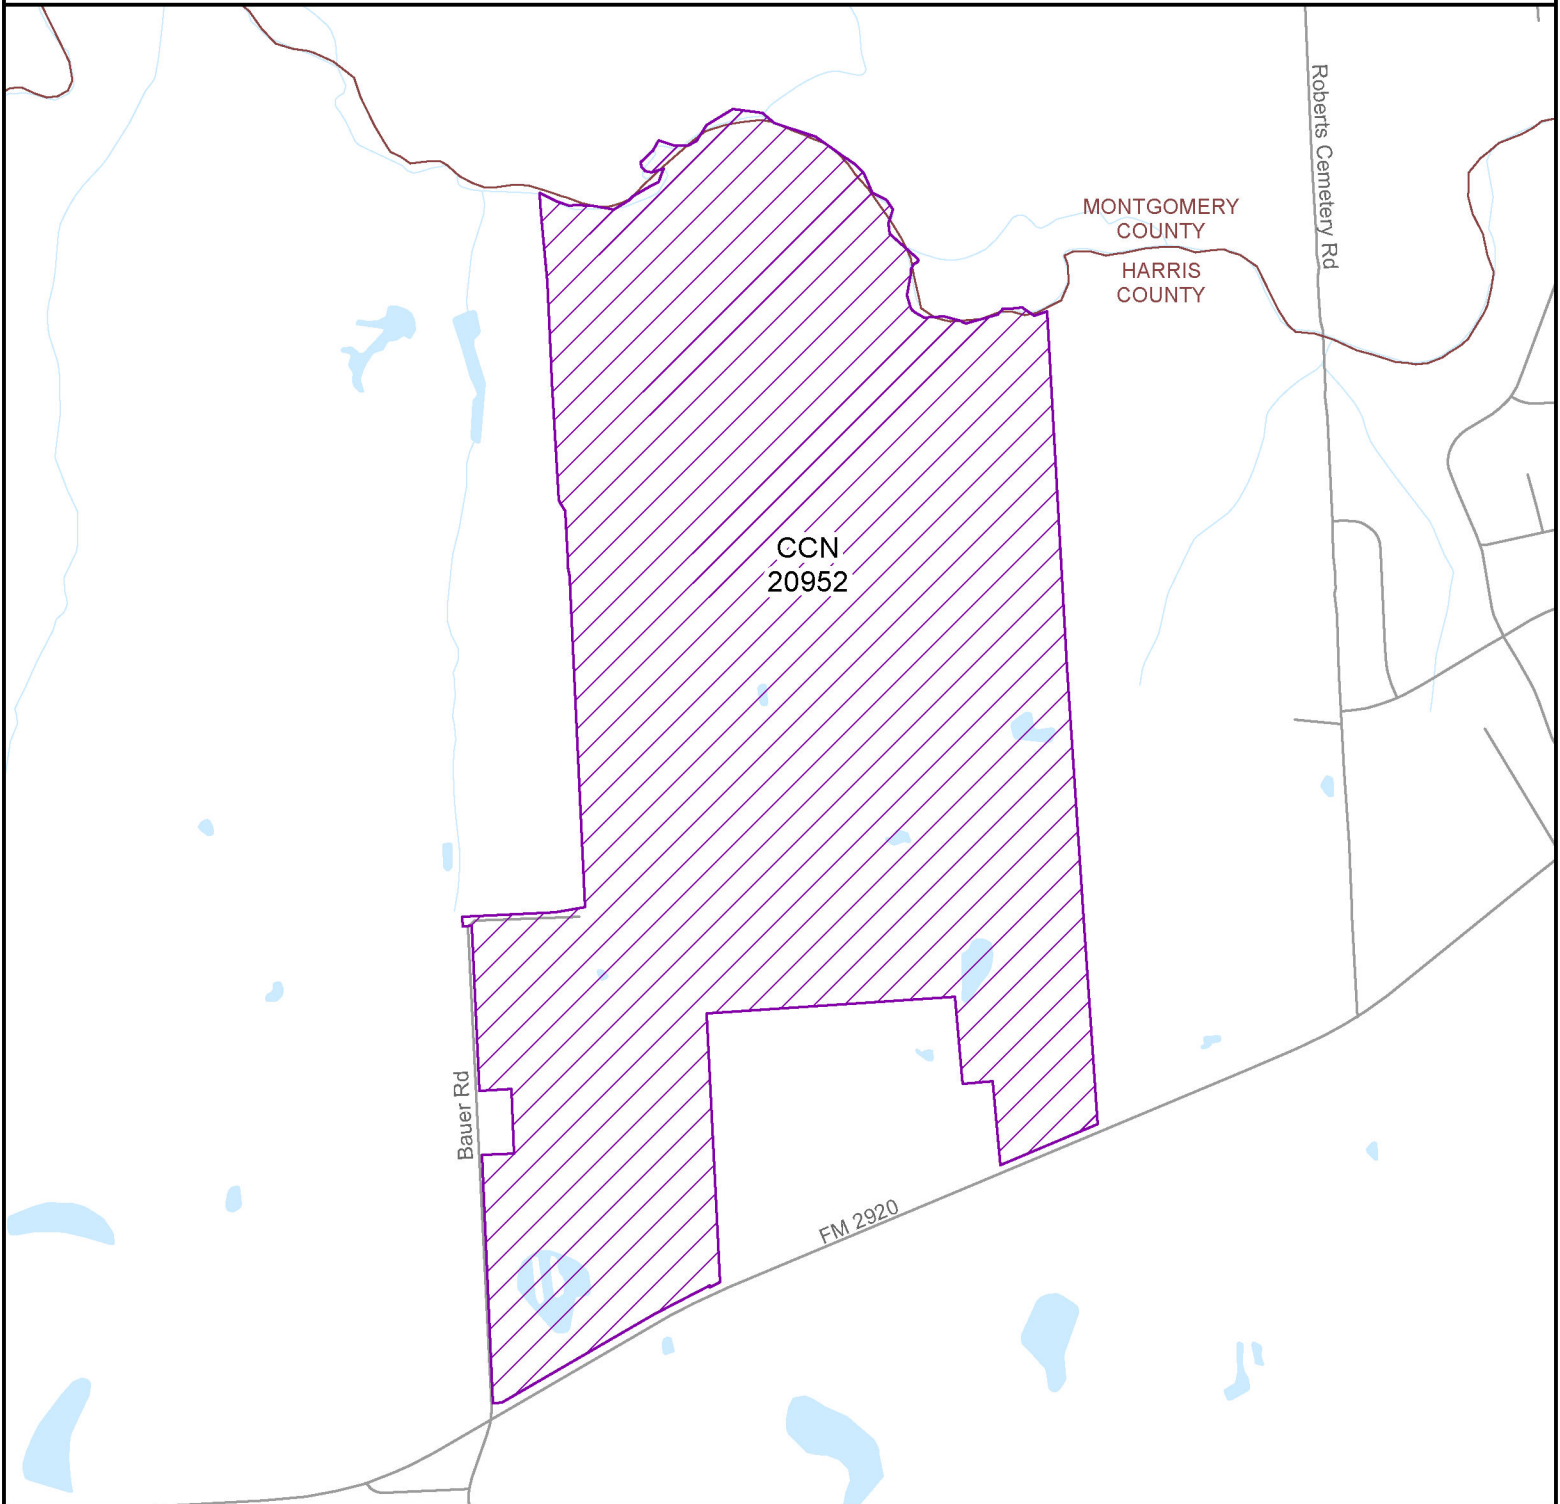 Roberts Cemetery Rd
MONTGOMERY
COUNTY
HARRIS
COUNTY
CCN
20952
Bauer Rd
FM 2920